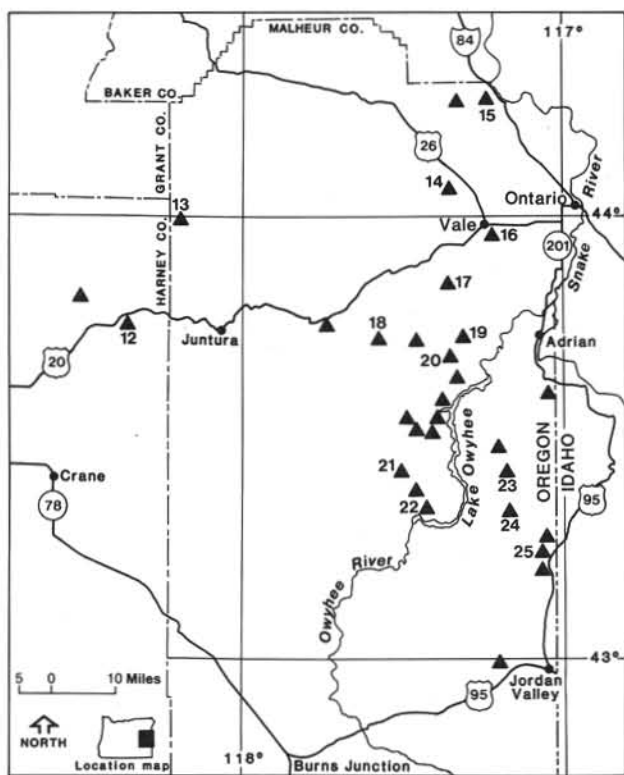 MALHEUR CO.
84
117°
BAKER CO.
15
26
GRANT CO.
14
Ontario
River
13
44°
Vale
16
201
HARNEY CO.
Snake
17
12
Juntura
18
19
20
Adrian
20
21
Lake Owyhee
23
OREGON
IDAHO
Crane
78
22
24
95
25
Owyhee River
43°
5 0 10 Miles
Jordan
Valley
95
NORTH
118°
Location map
Burns Junction